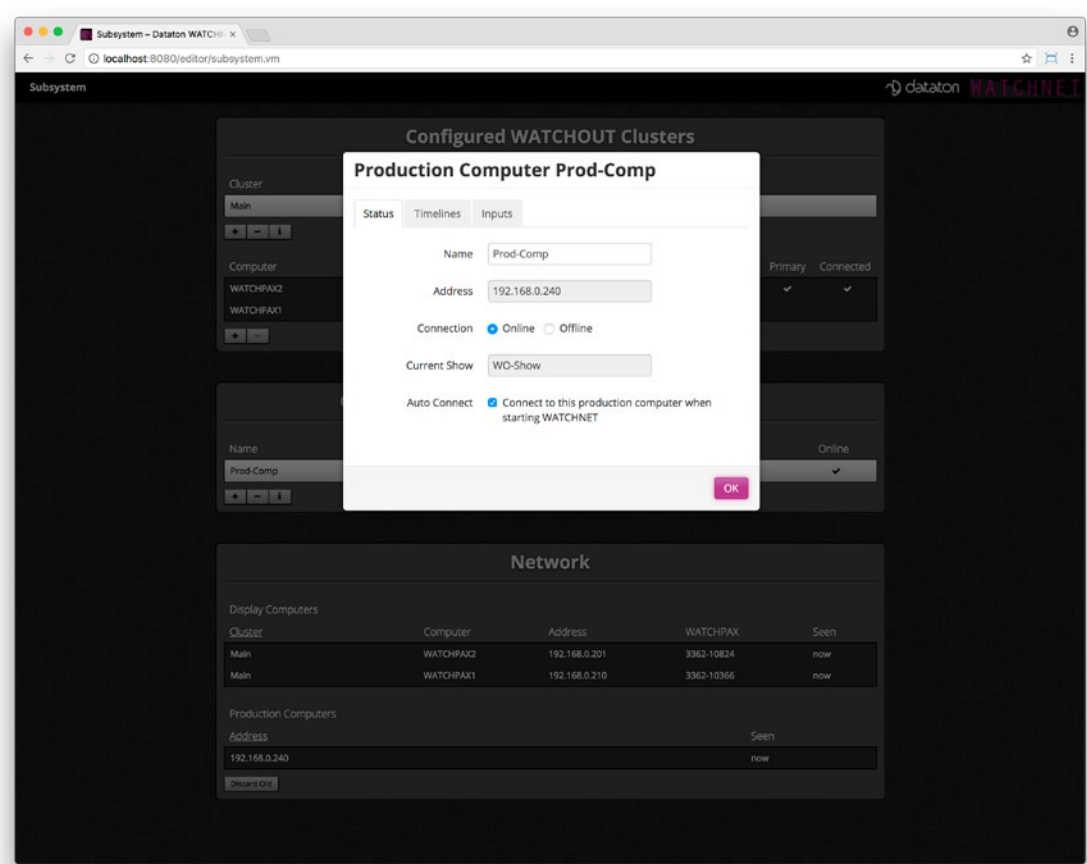 Subsystem – Dataton WATCH
localhost:8080/editor/subsystem.vm
Subsystem
dataton WATCHNET
Configured WATCHOUT Clusters
Cluster
Main
+ - i
Computer Primary Connected
WATCHPAX2 ✓ ✓
WATCHPAX1
+ -
Production Computer Prod-Comp
Status Timelines Inputs
Name Prod-Comp
Address 192.168.0.240
Connection Online Offline
Current Show WO-Show
Auto Connect Connect to this production computer when
starting WATCHNET
OK
Name Online
Prod-Comp ✓
+ - i
Network
Display Computers
Cluster Computer Address WATCHPAX Seen
Main WATCHPAX2 192.168.0.201 3362-10824 now
Main WATCHPAX1 192.168.0.210 3362-10366 now
Production Computers
Address Seen
192.168.0.240 now
Discard Old